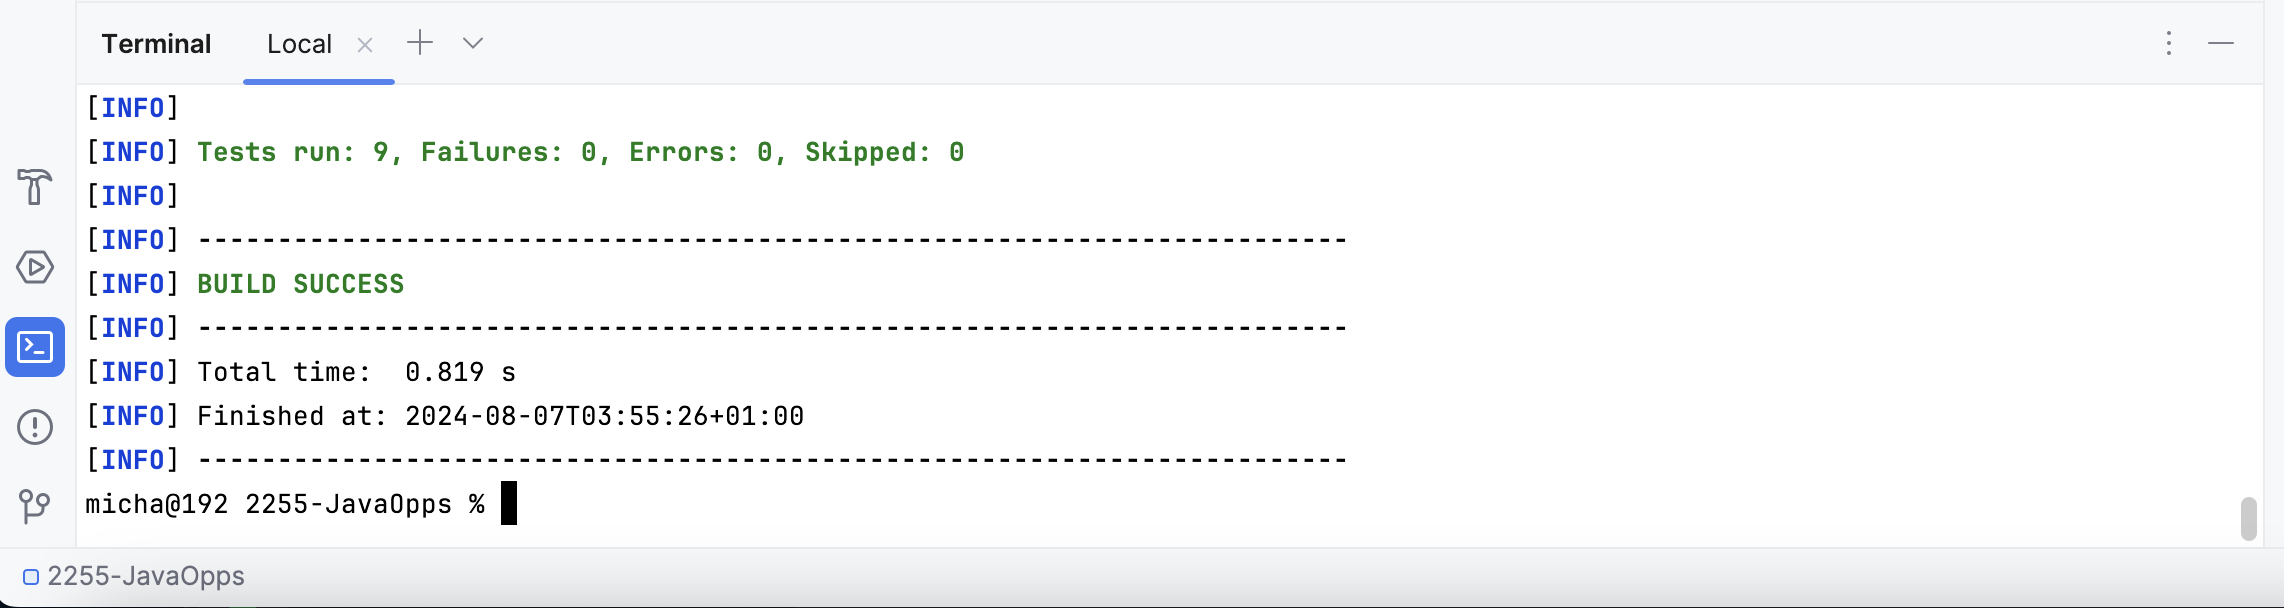 Terminal Local
[INFO]
[INFO] Tests run: 9, Failures: 0, Errors: 0, Skipped: 0
[INFO]
[INFO] ------------------------------------------------------------------------
[INFO] BUILD SUCCESS
[INFO] ------------------------------------------------------------------------
[INFO] Total time:  0.819 s
[INFO] Finished at: 2024-08-07T03:55:26+01:00
[INFO] ------------------------------------------------------------------------
micha@192 2255-JavaOpps %
2255-JavaOpps